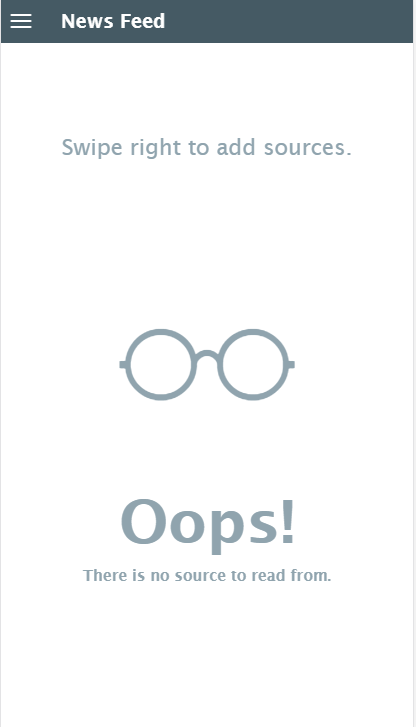 News Feed
Swipe right to add sources.
Oops!
There is no source to read from.